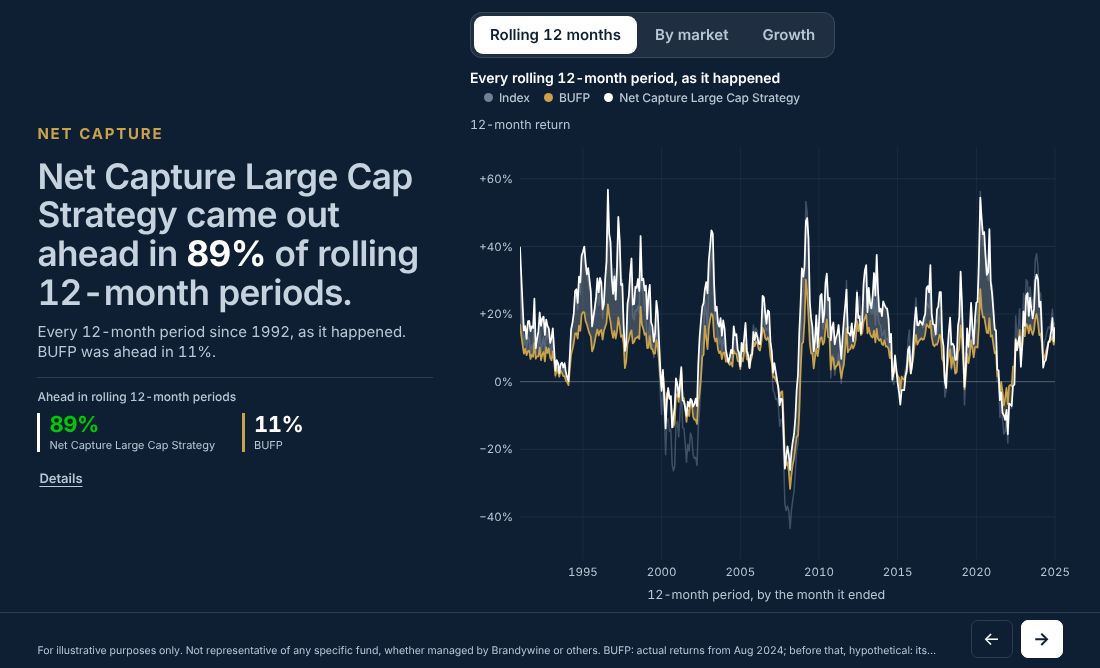 Rolling 12 months By market Growth
Every rolling 12-month period, as it happened
Index BUFP Net Capture Large Cap Strategy
12-month return
NET CAPTURE
Net Capture Large Cap
Strategy came out
ahead in 89% of rolling
12-month periods.
Every 12-month period since 1992, as it happened.
BUFP was ahead in 11%.
Ahead in rolling 12-month periods
89% 11%
Net Capture Large Cap Strategy BUFP
Details
+60%
+40%
+20%
0%
−20%
−40%
1995 2000 2005 2010 2015 2020 2025
12-month period, by the month it ended
For illustrative purposes only. Not representative of any specific fund, whether managed by Brandywine or others. BUFP: actual returns from Aug 2024; before that, hypothetical: its...
← →